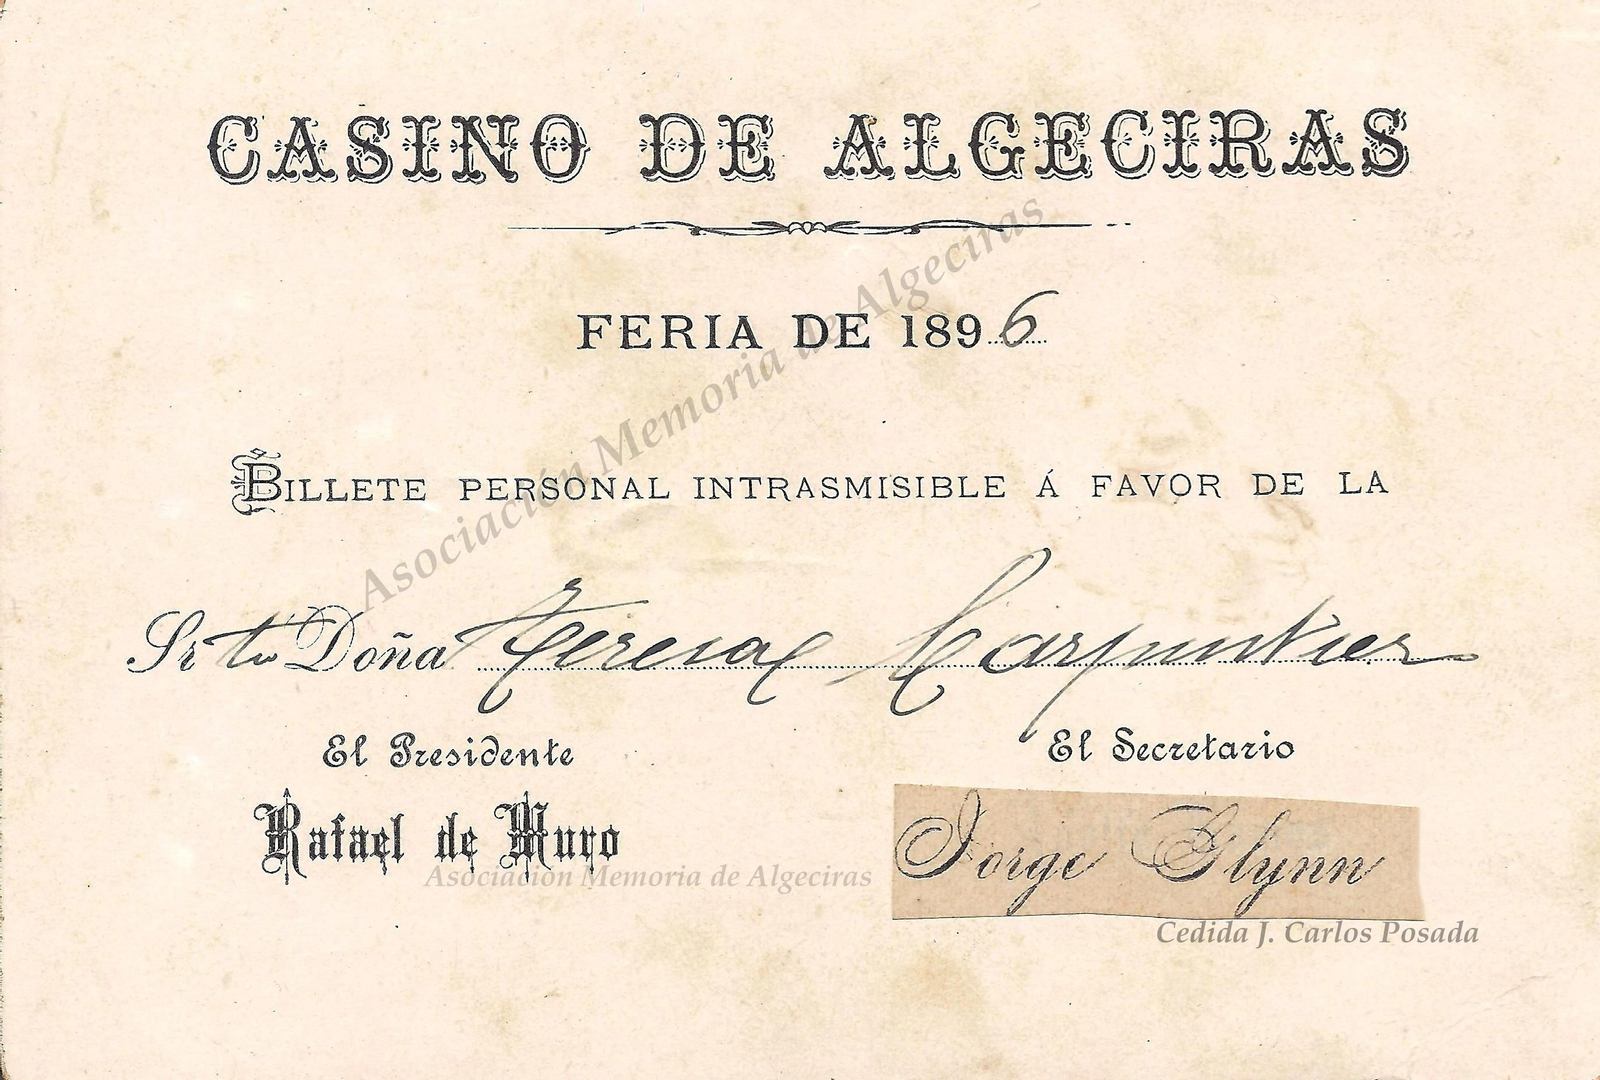 CASINO DE ALGECIRAS
FERIA DE 1896
BILLETE PERSONAL INTRASMISIBLE Á FAVOR DE LA
Srta Doña Teresa Carpintier
El Presidente
El Secretario
Rafael de Muro
Jorge Glynn
Asociación Memoria de Algeciras
Asociación Memoria de Algeciras
Cedida J. Carlos Posada